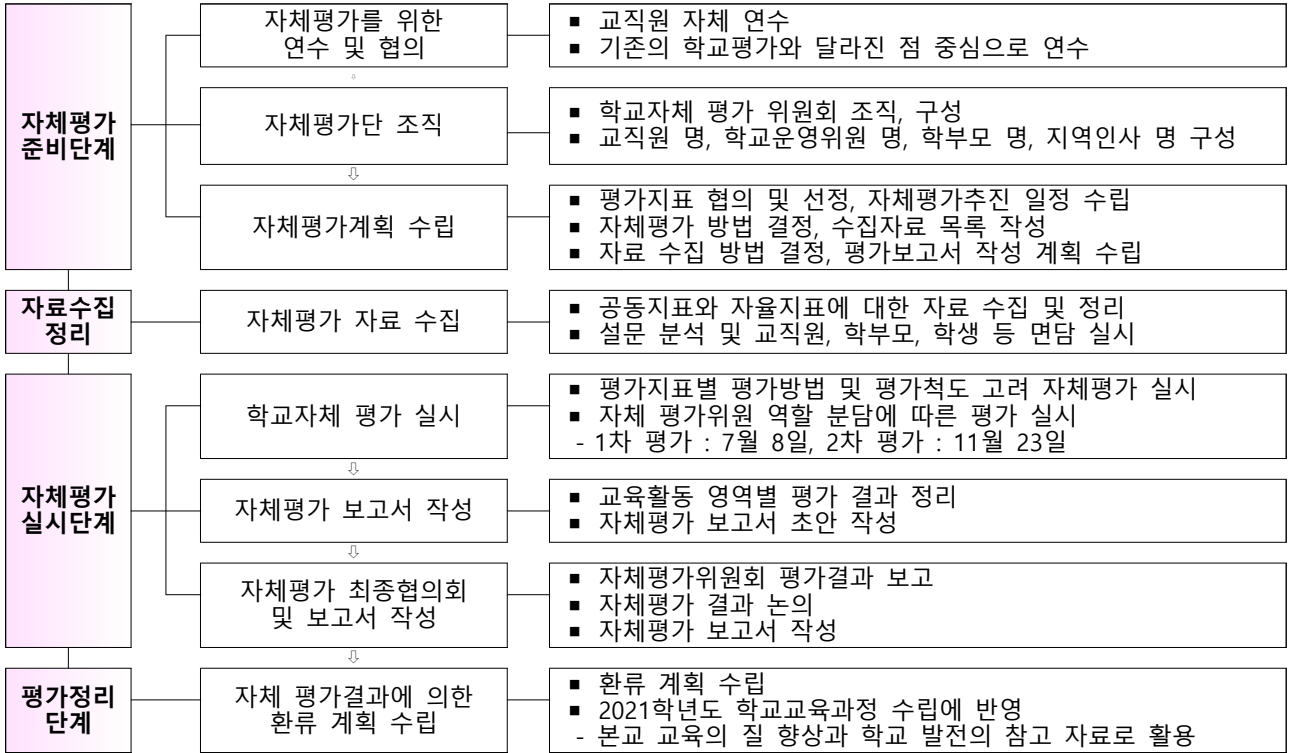 자체평가
준비단계
자체평가를 위한
연수 및 협의
■ 교직원 자체 연수
■ 기존의 학교평가와 달라진 점 중심으로 연수
⇩
자체평가단 조직
■ 학교자체 평가 위원회 조직, 구성
■ 교직원 명, 학교운영위원 명, 학부모 명, 지역인사 명 구성
⇩
자체평가계획 수립
■ 평가지표 협의 및 선정, 자체평가추진 일정 수립
■ 자체평가 방법 결정, 수집자료 목록 작성
■ 자료 수집 방법 결정, 평가보고서 작성 계획 수립
자료수집
정리
자체평가 자료 수집
■ 공동지표와 자율지표에 대한 자료 수집 및 정리
■ 설문 분석 및 교직원, 학부모, 학생 등 면담 실시
자체평가
실시단계
학교자체 평가 실시
■ 평가지표별 평가방법 및 평가척도 고려 자체평가 실시
■ 자체 평가위원 역할 분담에 따른 평가 실시
- 1차 평가 : 7월 8일, 2차 평가 : 11월 23일
⇩
자체평가 보고서 작성
■ 교육활동 영역별 평가 결과 정리
■ 자체평가 보고서 초안 작성
⇩
자체평가 최종협의회
및 보고서 작성
■ 자체평가위원회 평가결과 보고
■ 자체평가 결과 논의
■ 자체평가 보고서 작성
⇩
평가정리
단계
자체 평가결과에 의한
환류 계획 수립
■ 환류 계획 수립
■ 2021학년도 학교교육과정 수립에 반영
- 본교 교육의 질 향상과 학교 발전의 참고 자료로 활용